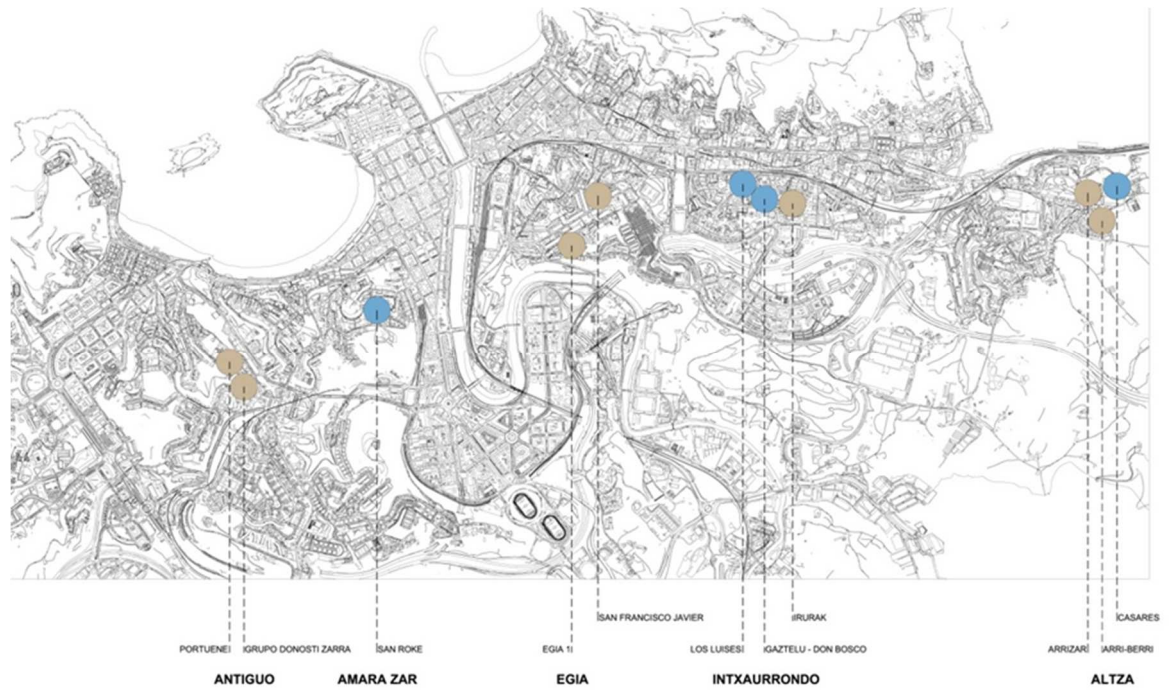 SAN FRANCISCO JAVIER
IRURAK
CASARES
PORTUENE
GRUPO DONOSTI ZARRA
SAN ROKE
EGIA 1
LOS LUISES
GAZTELU - DON BOSCO
ARRIZAR
ARRI-BERRI
ANTIGUO
AMARA ZAR
EGIA
INTXAURRONDO
ALTZA